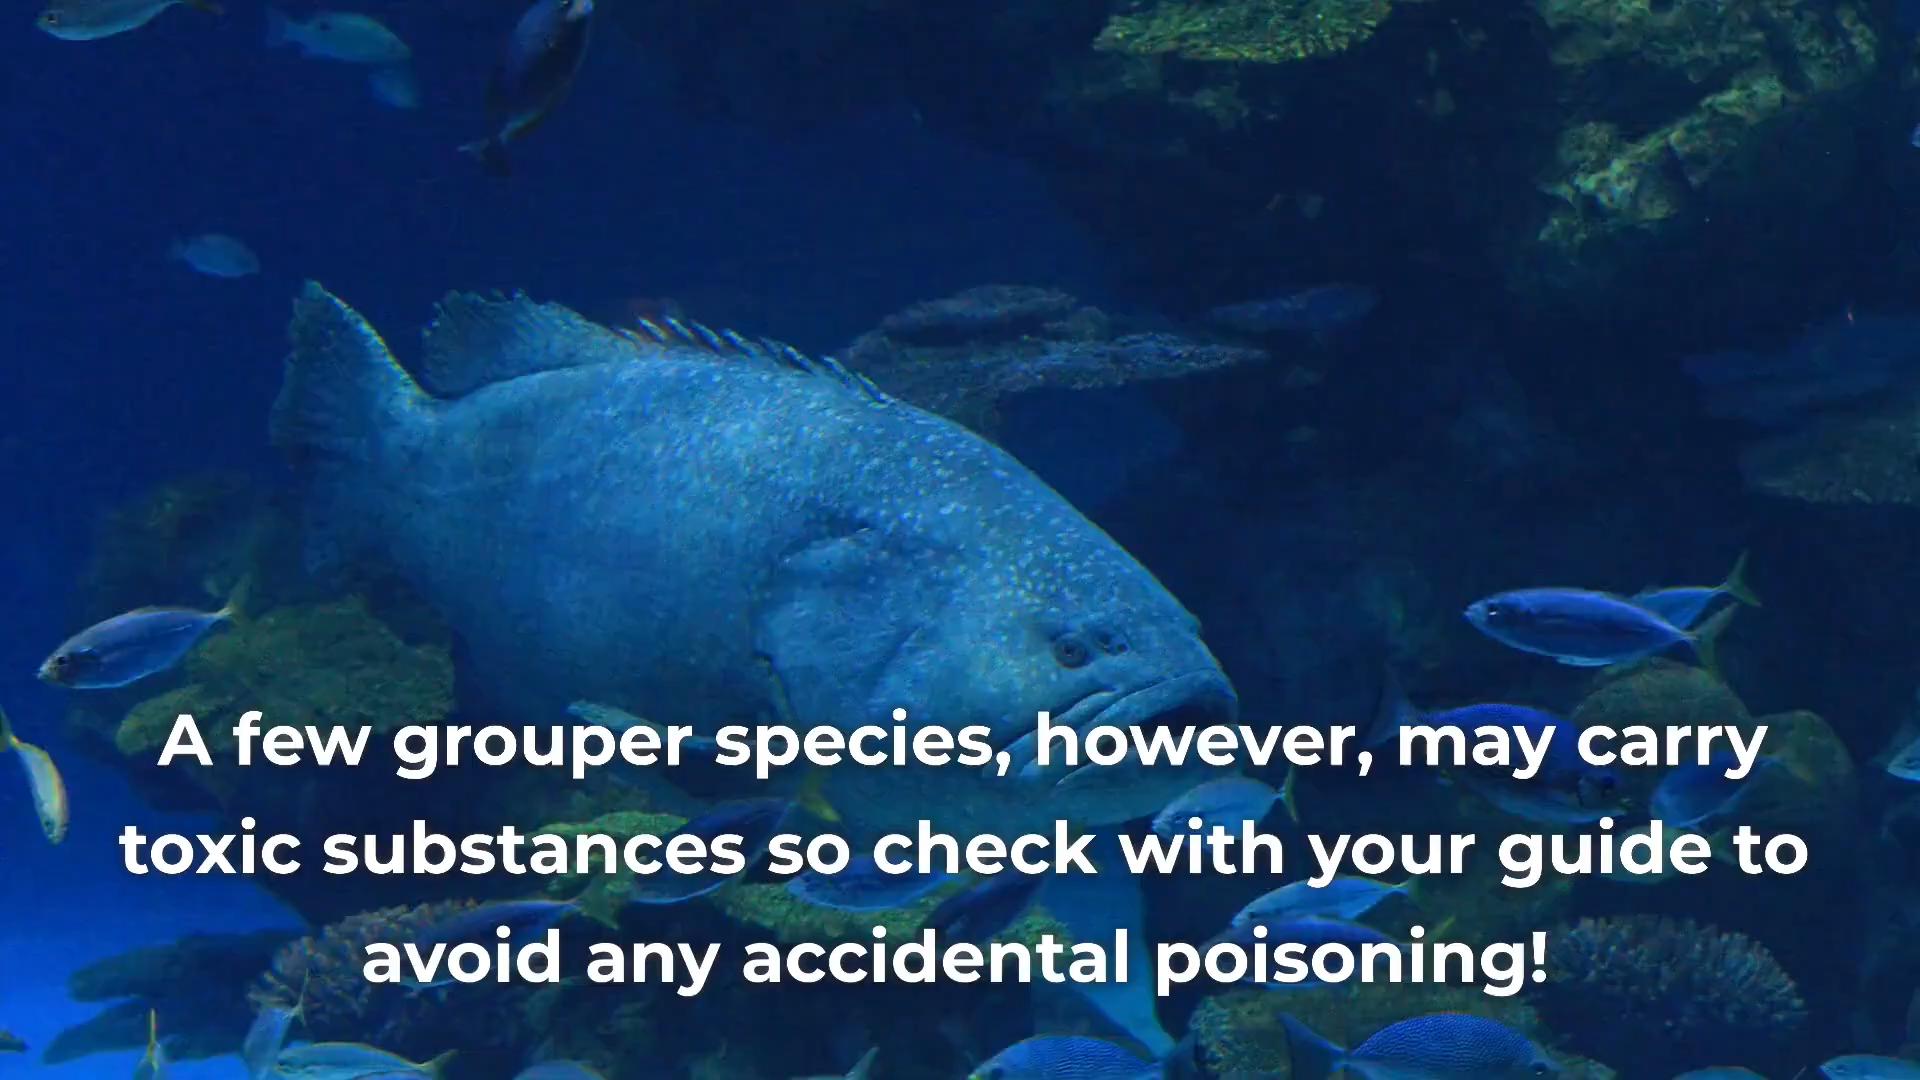 A few grouper species, however, may carry
toxic substances so check with your guide to
avoid any accidental poisoning!